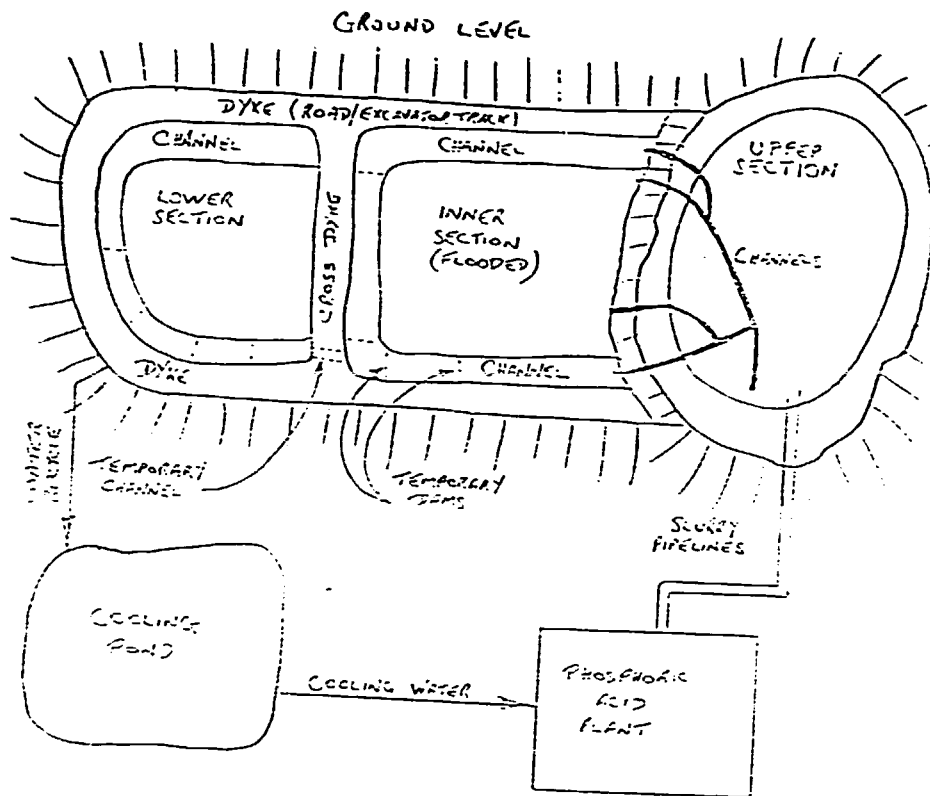 GROUND LEVEL
DYKE (ROAD/EXCAVATOR TRACK)
CHANNEL
CHANNEL
UPPER
SECTION
LOWER
SECTION
CROSS DYKE
INNER
SECTION
(FLOODED)
CHANNELS
DYKE
CHANNEL
TEMPORARY
CHANNEL
TEMPORARY
DAMS
SLURRY
PIPELINES
COOLING
POND
COOLING WATER
PHOSPHORIC
ACID
PLANT